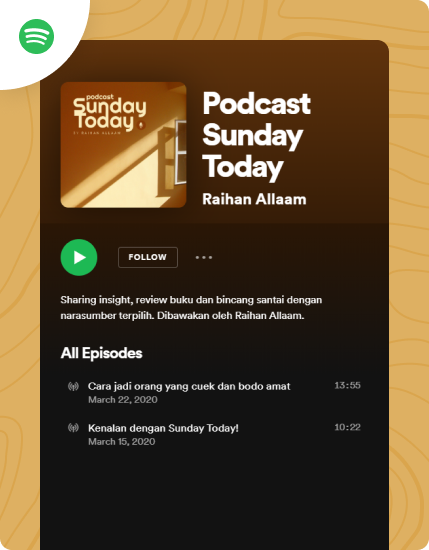 podcast
Sunday
Today
By RAIHAN ALLAAM
Podcast
Sunday
Today
Raihan Allaam
FOLLOW
Sharing insight, review buku dan bincang santai dengan
narasumber terpilih. Dibawakan oleh Raihan Allaam.
All Episodes
Cara jadi orang yang cuek dan bodo amat 13:55
March 22, 2020
Kenalan dengan Sunday Today! 10:22
March 15, 2020